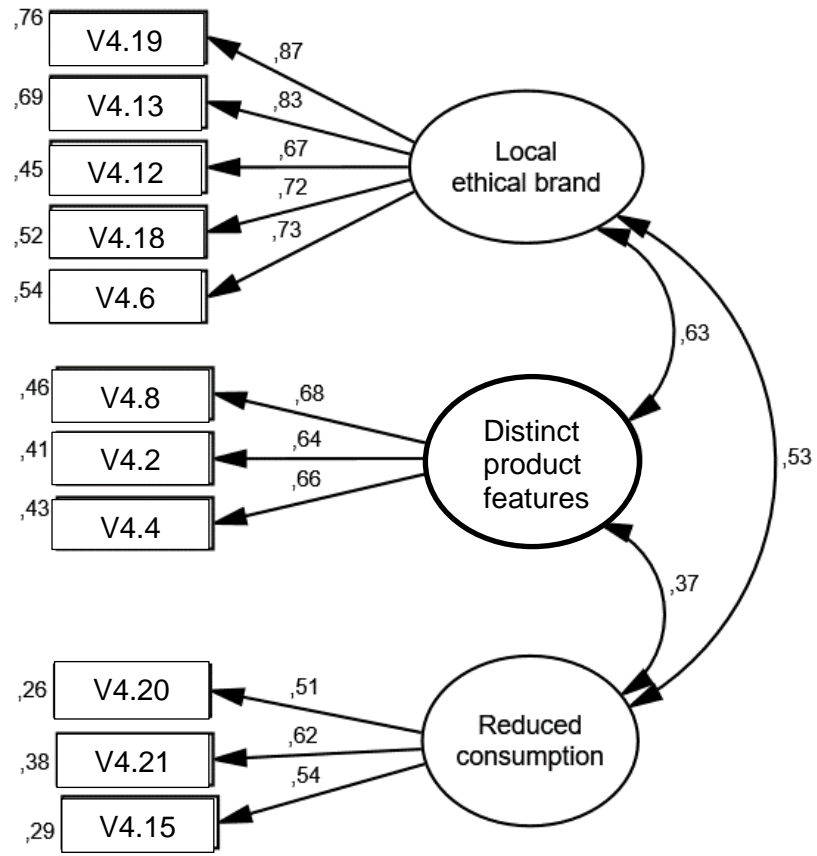 ,76
V4.19
,87
,69
V4.13
,83
,45
V4.12
,67
,52
V4.18
,72
,54
V4.6
,73
Local
ethical brand
,63
,53
,46
V4.8
,68
,41
V4.2
,64
,43
V4.4
,66
Distinct
product
features
,37
,26
V4.20
,51
,38
V4.21
,62
,29
V4.15
,54
Reduced
consumption